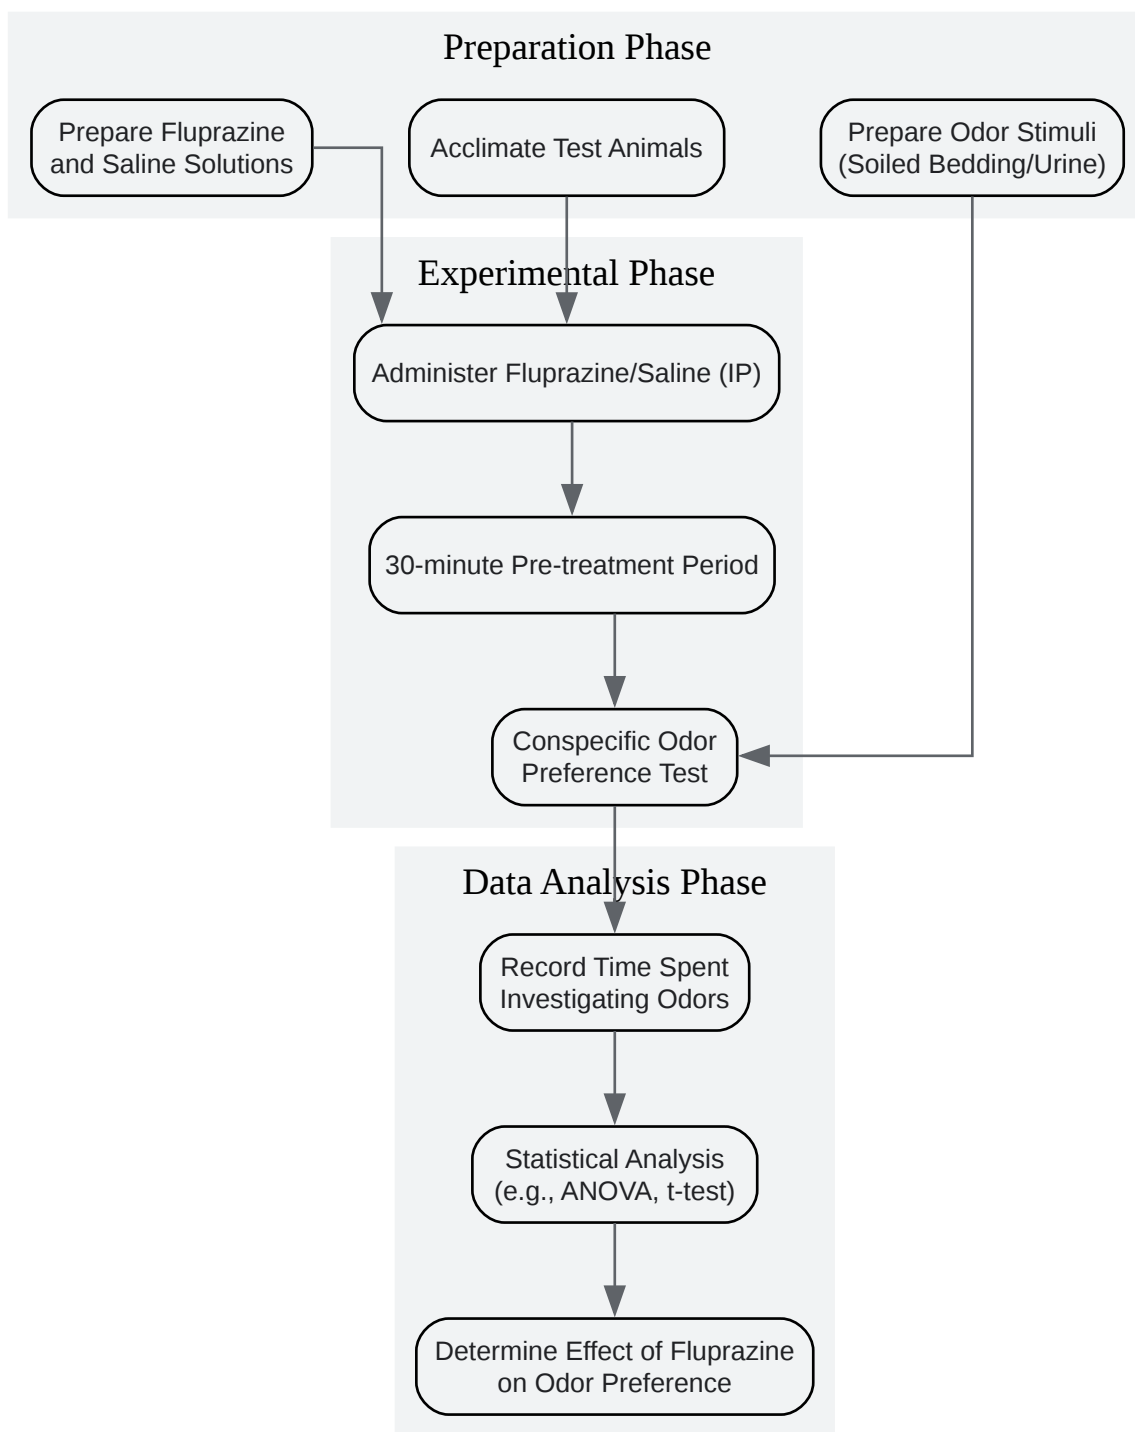 Preparation Phase
Prepare Fluprazine
and Saline Solutions
Acclimate Test Animals
Prepare Odor Stimuli
(Soiled Bedding/Urine)
Experimental Phase
Administer Fluprazine/Saline (IP)
30-minute Pre-treatment Period
Conspecific Odor
Preference Test
Data Analysis Phase
Record Time Spent
Investigating Odors
Statistical Analysis
(e.g., ANOVA, t-test)
Determine Effect of Fluprazine
on Odor Preference